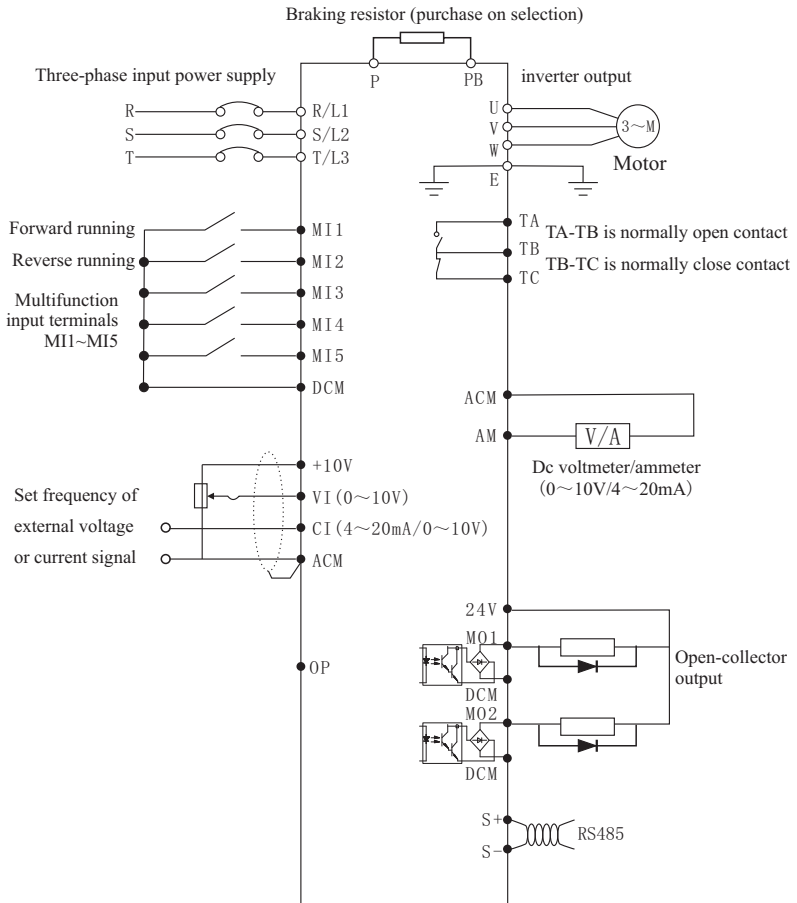 Braking resistor (purchase on selection)
P
PB
Three-phase input power supply
inverter output
R
R/L1
S
S/L2
T
T/L3
U
V
W
E
3～M
Motor
Forward running
MI1
Reverse running
MI2
MI3
Multifunction
input terminals
MI1~MI5
MI4
MI5
DCM
TA
TA-TB is normally open contact
TB
TB-TC is normally close contact
TC
ACM
AM
V/A
Dc voltmeter/ammeter
（0～10V/4～20mA）
+10V
Set frequency of
VI(0～10V)
external voltage
CI(4～20mA/0～10V)
or current signal
ACM
OP
24V
MO1
DCM
MO2
DCM
Open-collector
output
S+
S-
RS485